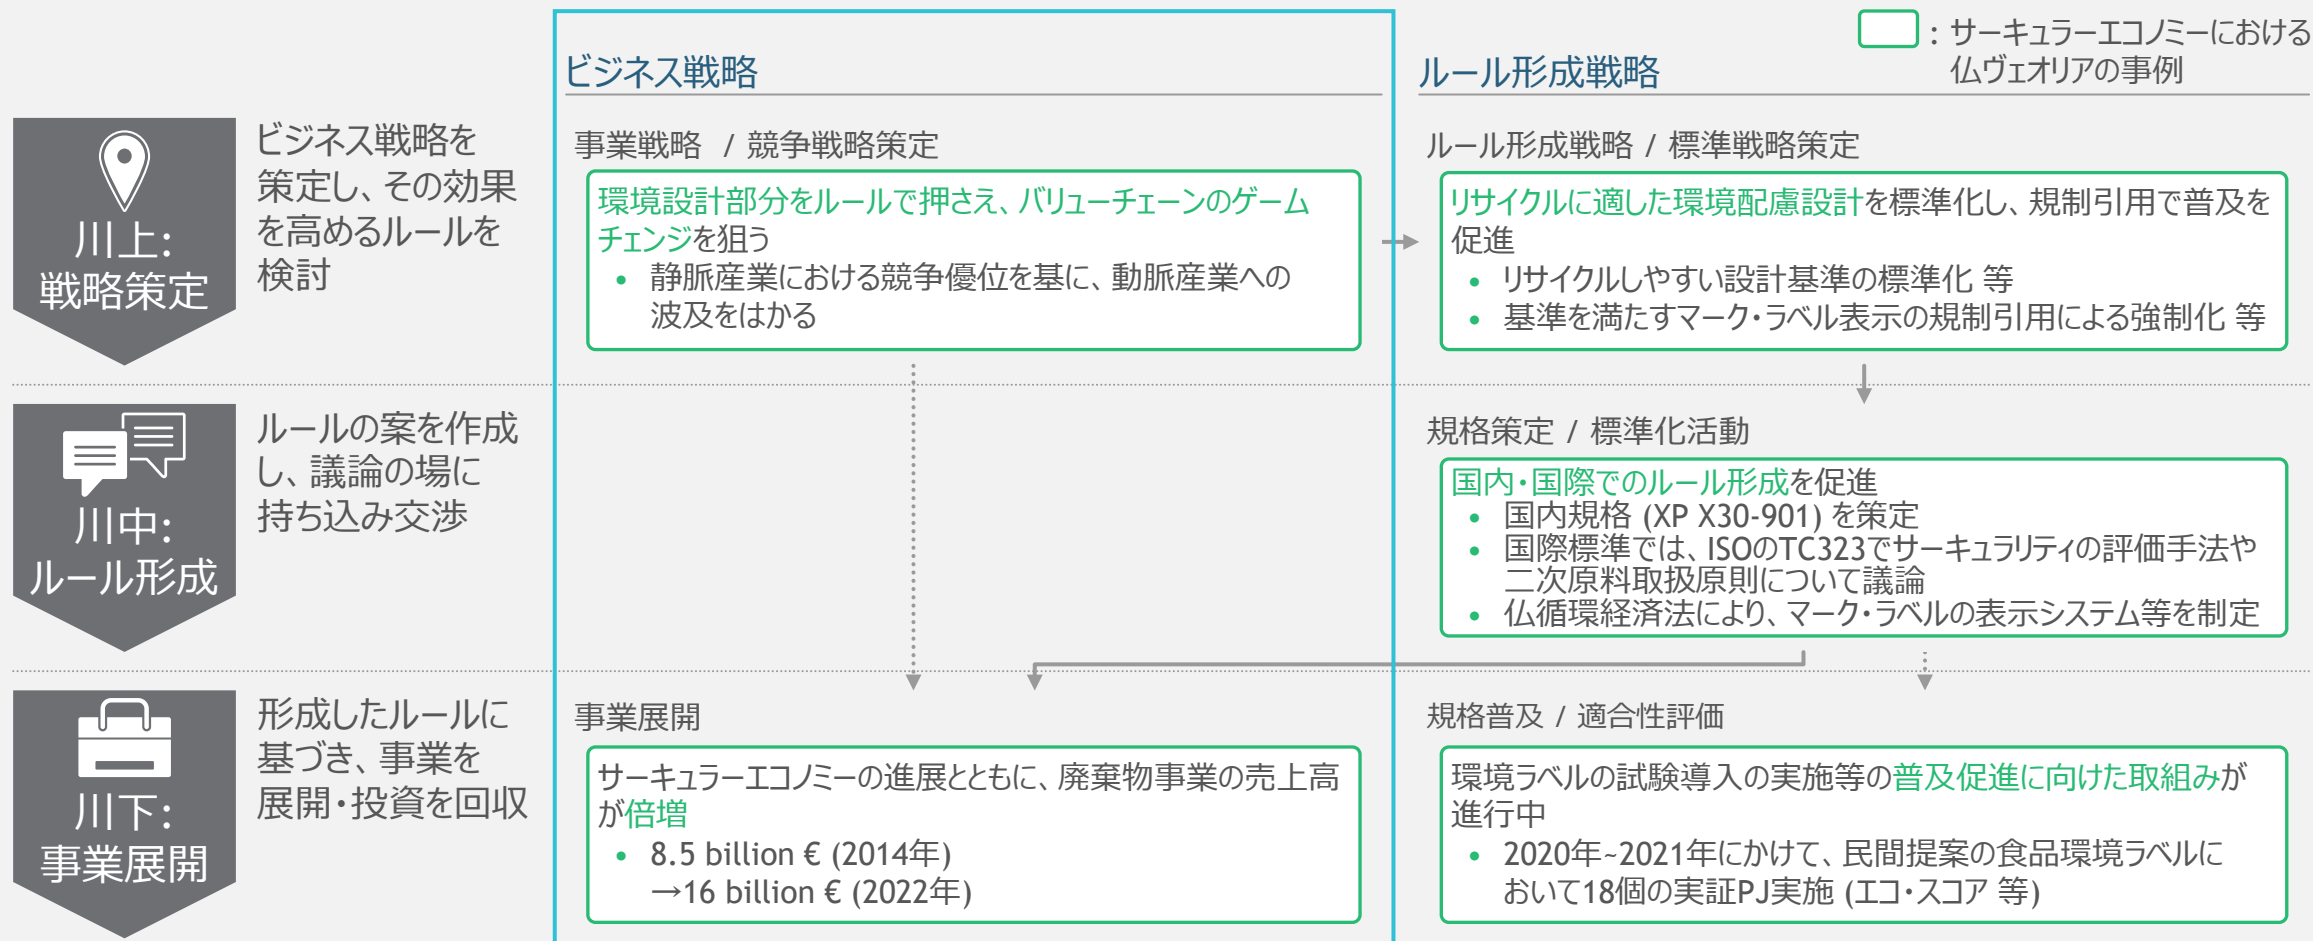 : サーキュラーエコノミーにおける
仏ヴェオリアの事例
ビジネス戦略
ルール形成戦略
川上:
戦略策定
ビジネス戦略を
策定し、その効果
を高めるルールを
検討
事業戦略 / 競争戦略策定
環境設計部分をルールで押さえ、バリューチェーンのゲーム
チェンジを狙う
• 静脈産業における競争優位を基に、動脈産業への
波及をはかる
ルール形成戦略 / 標準戦略策定
リサイクルに適した環境配慮設計を標準化し、規制引用で普及を
促進
• リサイクルしやすい設計基準の標準化 等
• 基準を満たすマーク・ラベル表示の規制引用による強制化 等
川中:
ルール形成
ルールの案を作成
し、議論の場に
持ち込み交渉
規格策定 / 標準化活動
国内・国際でのルール形成を促進
• 国内規格 (XP X30-901) を策定
• 国際標準では、ISOのTC323でサーキュラリティの評価手法や
二次原料取扱原則について議論
• 仏循環経済法により、マーク・ラベルの表示システム等を制定
川下:
事業展開
形成したルールに
基づき、事業を
展開・投資を回収
事業展開
サーキュラーエコノミーの進展とともに、廃棄物事業の売上高
が倍増
• 8.5 billion € (2014年)
→16 billion € (2022年)
規格普及 / 適合性評価
環境ラベルの試験導入の実施等の普及促進に向けた取組みが
進行中
• 2020年~2021年にかけて、民間提案の食品環境ラベルに
おいて18個の実証PJ実施 (エコ・スコア 等)